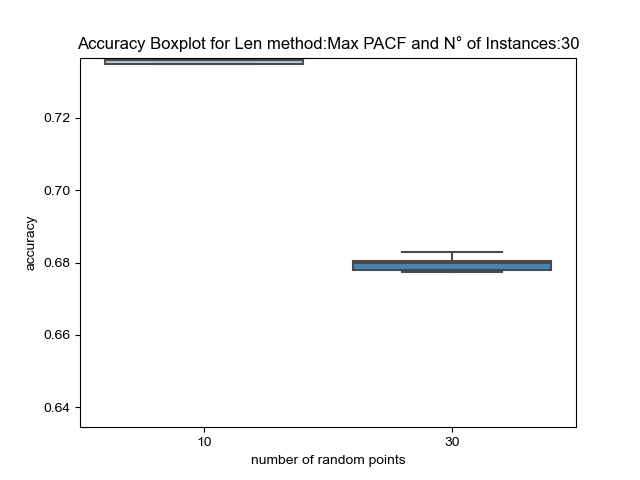 Accuracy Boxplot for Len method:Max PACF and N° of Instances:30
0.72
0.70
0.68
0.66
0.64
accuracy
10
30
number of random points